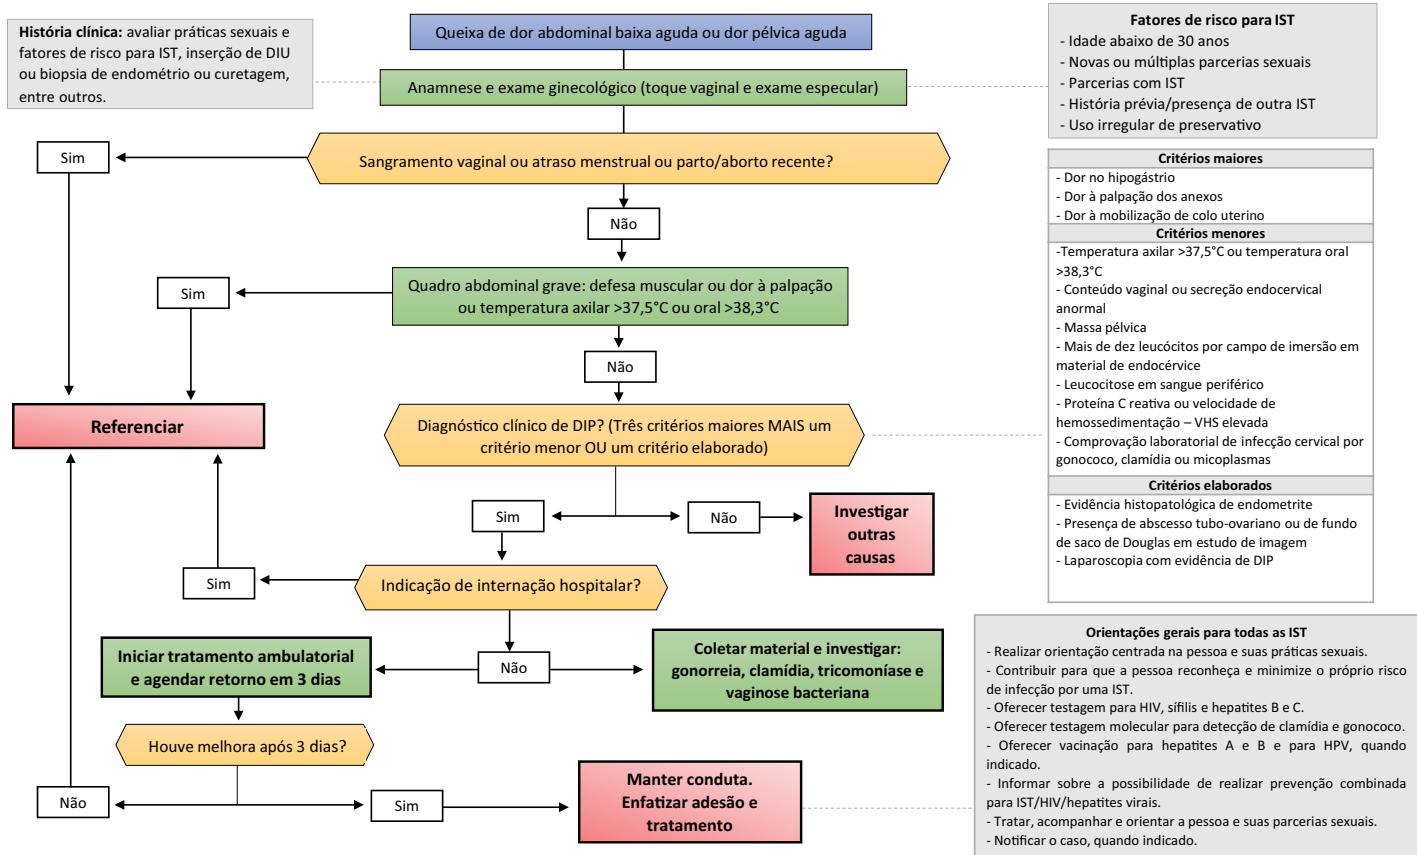 História clínica: avaliar práticas sexuais e
fatores de risco para IST, inserção de DIU
ou biopsia de endométrio ou curetagem,
entre outros.
Queixa de dor abdominal baixa aguda ou dor pélvica aguda
Anamnese e exame ginecológico (toque vaginal e exame especular)
Fatores de risco para IST
- Idade abaixo de 30 anos
- Novas ou múltiplas parcerias sexuais
- Parcerias com IST
- História prévia/presença de outra IST
- Uso irregular de preservativo
Sim
Sangramento vaginal ou atraso menstrual ou parto/aborto recente?
Não
Sim
Quadro abdominal grave: defesa muscular ou dor à palpação
ou temperatura axilar >37,5°C ou oral >38,3°C
Não
Referenciar
Diagnóstico clínico de DIP? (Três critérios maiores MAIS um
critério menor OU um critério elaborado)
Critérios maiores
- Dor no hipogástrio
- Dor à palpação dos anexos
- Dor à mobilização de colo uterino
Critérios menores
-Temperatura axilar >37,5°C ou temperatura oral
>38,3°C
- Conteúdo vaginal ou secreção endocervical
anormal
- Massa pélvica
- Mais de dez leucócitos por campo de imersão em
material de endocérvice
- Leucocitose em sangue periférico
- Proteína C reativa ou velocidade de
hemossedimentação – VHS elevada
- Comprovação laboratorial de infecção cervical por
gonococo, clamídia ou micoplasmas
Critérios elaborados
- Evidência histopatológica de endometrite
- Presença de abscesso tubo-ovariano ou de fundo
de saco de Douglas em estudo de imagem
- Laparoscopia com evidência de DIP
Sim
Não
Investigar
outras
causas
Sim
Indicação de internação hospitalar?
Iniciar tratamento ambulatorial
e agendar retorno em 3 dias
Não
Coletar material e investigar:
gonorreia, clamídia, tricomoníase e
vaginose bacteriana
Houve melhora após 3 dias?
Não
Sim
Manter conduta.
Enfatizar adesão e
tratamento
Orientações gerais para todas as IST
- Realizar orientação centrada na pessoa e suas práticas sexuais.
- Contribuir para que a pessoa reconheça e minimize o próprio risco
de infecção por uma IST.
- Oferecer testagem para HIV, sífilis e hepatites B e C.
- Oferecer testagem molecular para detecção de clamídia e gonococo.
- Oferecer vacinação para hepatites A e B e para HPV, quando
indicado.
- Informar sobre a possibilidade de realizar prevenção combinada
para IST/HIV/hepatites virais.
- Tratar, acompanhar e orientar a pessoa e suas parcerias sexuais.
- Notificar o caso, quando indicado.